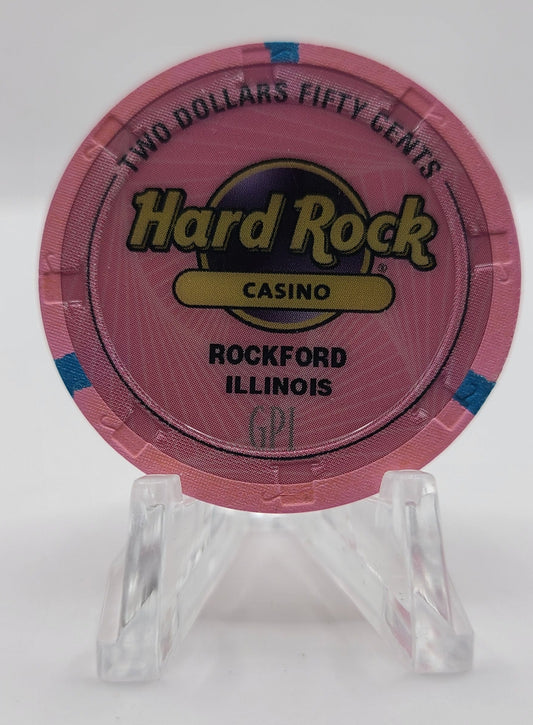 TWO DOLLARS FIFTY CENTS
Hard Rock
®
CASINO
ROCKFORD
ILLINOIS
GPI